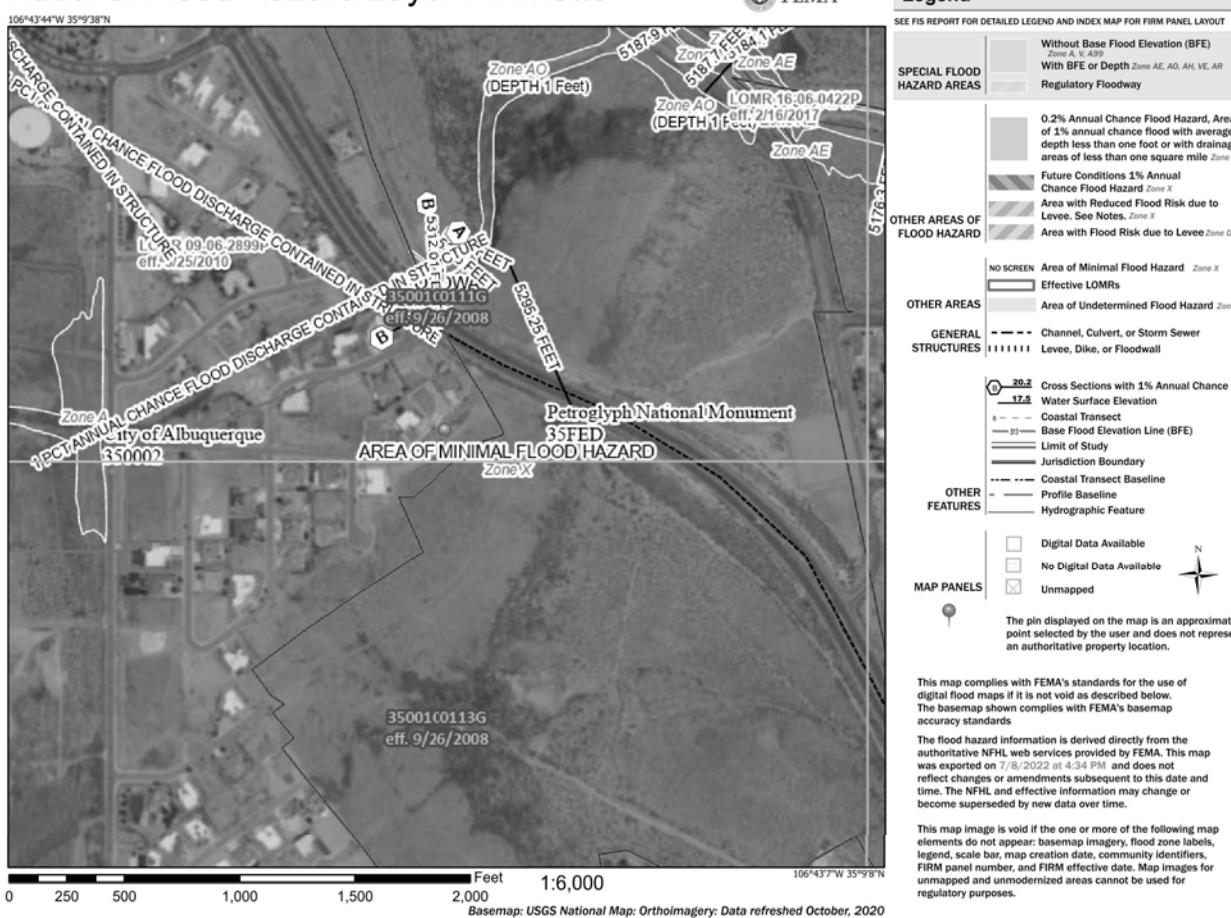 FEMA
Legend
106°43'44"W 35°9'38"N
SEE FIS REPORT FOR DETAILED LEGEND AND INDEX MAP FOR FIRM PANEL LAYOUT
SPECIAL FLOOD
HAZARD AREAS
Without Base Flood Elevation (BFE)
Zone A, V, A99
With BFE or Depth Zone AE, AO, AH, VE, AR
Regulatory Floodway
OTHER AREAS OF
FLOOD HAZARD
0.2% Annual Chance Flood Hazard, Area
of 1% annual chance flood with average
depth less than one foot or with drainag
areas of less than one square mile Zone
Future Conditions 1% Annual
Chance Flood Hazard Zone X
Area with Reduced Flood Risk due to
Levee. See Notes. Zone X
Area with Flood Risk due to Levee Zone D
OTHER AREAS
NO SCREEN Area of Minimal Flood Hazard Zone X
Effective LOMRs
Area of Undetermined Flood Hazard Zon
GENERAL
STRUCTURES
Channel, Culvert, or Storm Sewer
Levee, Dike, or Floodwall
OTHER
FEATURES
B 20.2 Cross Sections with 1% Annual Chance
17.5 Water Surface Elevation
8 Coastal Transect
Base Flood Elevation Line (BFE)
Limit of Study
Jurisdiction Boundary
Coastal Transect Baseline
Profile Baseline
Hydrographic Feature
MAP PANELS
Digital Data Available
No Digital Data Available
Unmapped
N
The pin displayed on the map is an approximat
point selected by the user and does not represe
an authoritative property location.
This map complies with FEMA's standards for the use of
digital flood maps if it is not void as described below.
The basemap shown complies with FEMA's basemap
accuracy standards
The flood hazard information is derived directly from the
authoritative NFHL web services provided by FEMA. This map
was exported on 7/8/2022 at 4:34 PM and does not
reflect changes or amendments subsequent to this date and
time. The NFHL and effective information may change or
become superseded by new data over time.
This map image is void if the one or more of the following map
elements do not appear: basemap imagery, flood zone labels,
legend, scale bar, map creation date, community identifiers,
FIRM panel number, and FIRM effective date. Map images for
unmapped and unmodernized areas cannot be used for
regulatory purposes.
Zone AO
(DEPTH 1 Feet)
Zone AE
Zone AO
LOMR 16-06-0422P
eff. 2/16/2017
Zone AE
CHANCE FLOOD DISCHARGE CONTAINED IN STRUCTURE
1 PCT ANNUAL CHANCE FLOOD DISCHARGE CONTAINED IN STRUCTURE
B
A
B
5295.25 FEET
35001C0111G
eff. 9/26/2008
Zone A
City of Albuquerque
350002
Petroglyph National Monument
35FED
AREA OF MINIMAL FLOOD HAZARD
Zone X
35001C0113G
eff. 9/26/2008
106°43'7"W 35°9'8"N
0 250 500 1,000 1,500 2,000 Feet
1:6,000
Basemap: USGS National Map: Orthoimagery: Data refreshed October, 2020